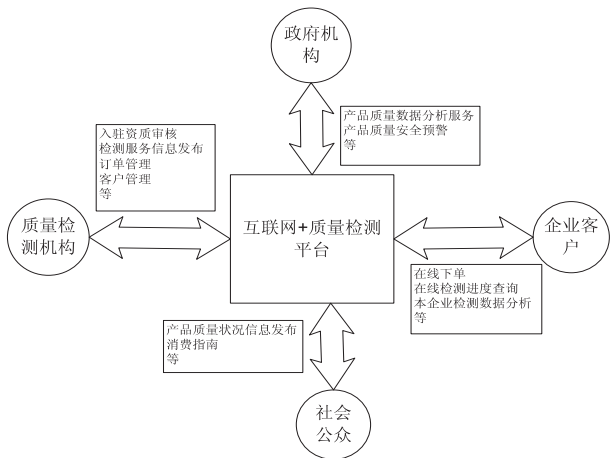 政府机
构
产品质量数据分析服务
产品质量安全预警
等
入驻资质审核
检测服务信息发布
订单管理
客户管理
等
质量检
测机构
互联网+质量检测
平台
企业客
户
在线下单
在线检测进度查询
本企业检测数据分析
等
产品质量状况信息发布
消费指南
等
社会
公众